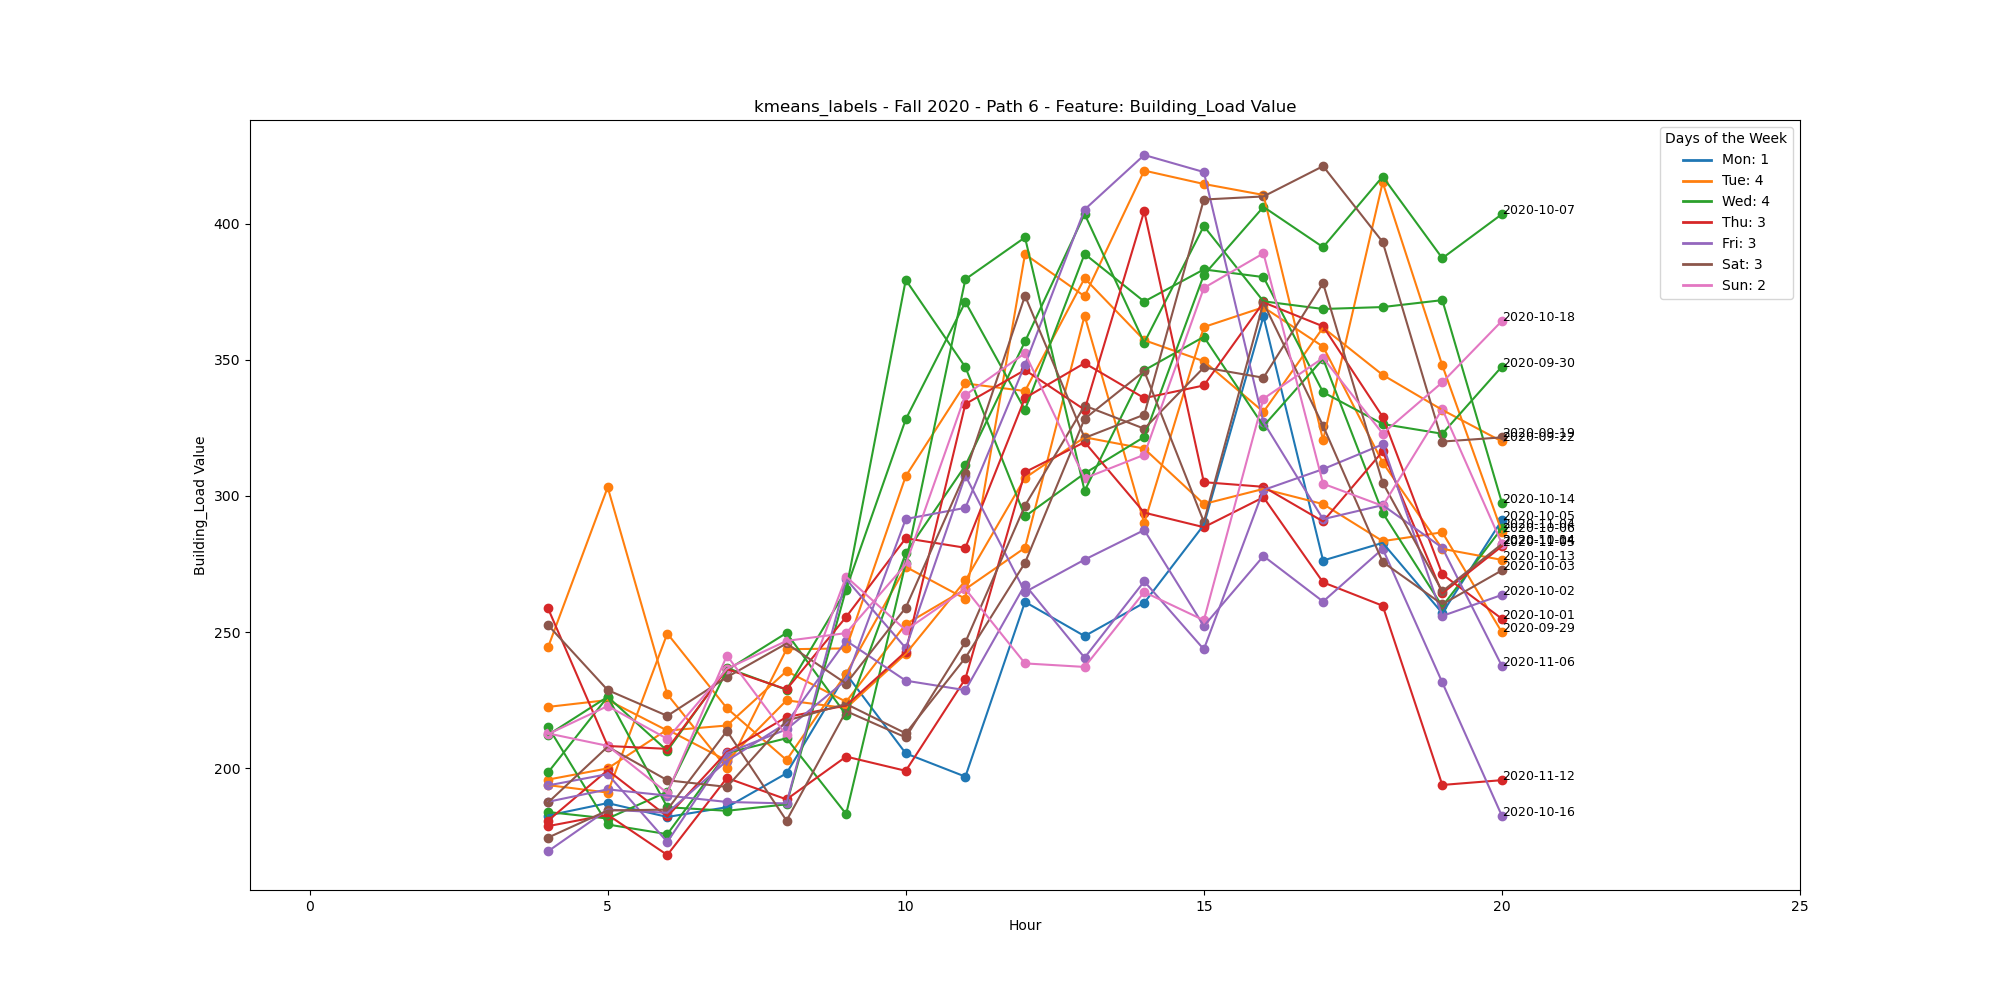 kmeans_labels - Fall 2020 - Path 6 - Feature: Building_Load Value
Days of the Week
Mon: 1
Tue: 4
Wed: 4
Thu: 3
Fri: 3
Sat: 3
Sun: 2
Building_Load Value
400
350
300
250
200
2020-10-07
2020-10-18
2020-09-30
2020-09-19
2020-09-22
2020-10-14
2020-10-05
2020-10-06
2020-10-13
2020-10-03
2020-10-02
2020-10-01
2020-09-29
2020-11-06
2020-11-12
2020-10-16
0
5
10
15
20
25
Hour